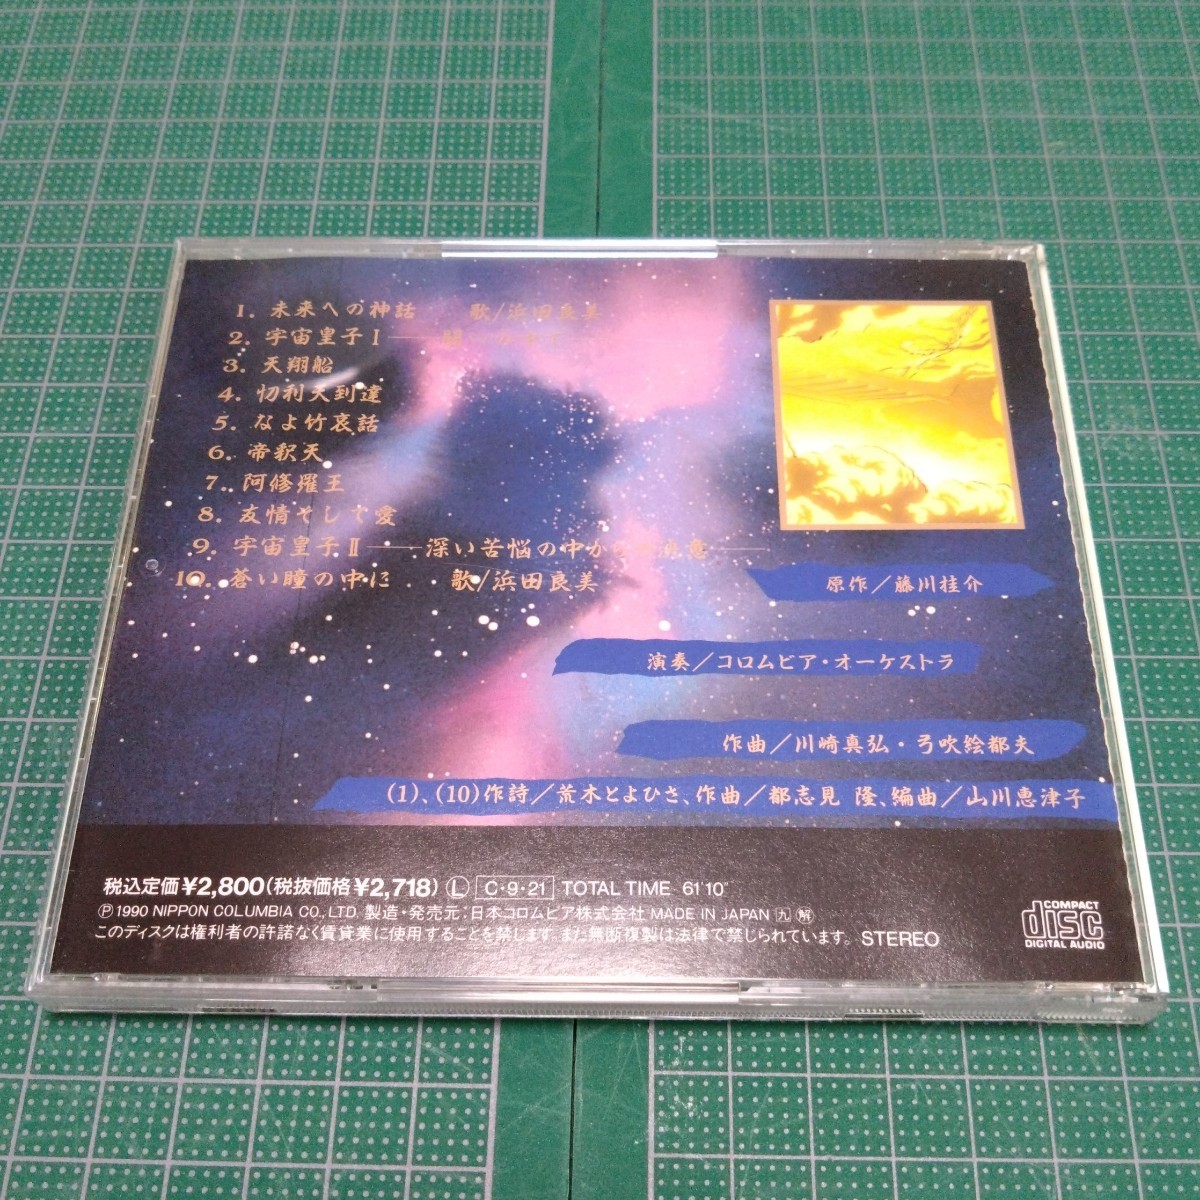 1. 未来への神話 歌/浜田良美
2. 宇宙皇子Ⅰ
3. 天翔船
4. 忉利天到達
5. なよ竹哀話
6. 帝釈天
7. 阿修羅王
8. 友情そして愛
9. 宇宙皇子Ⅱ——深い苦悩の中から
10. 蒼い瞳の中に 歌/浜田良美
原作/藤川桂介
演奏/コロムビア・オーケストラ
作曲/川崎真弘・弓吹絵都夫
(1)、(10)作詩/荒木とよひさ、作曲/都志見 隆、編曲/山川恵津子
税込定価¥2,800(税抜価格¥2,718) Ⓛ C・9・21 TOTAL TIME 61'10"
Ⓟ1990 NIPPON COLUMBIA CO., LTD. 製造・発売元:日本コロムビア株式会社 MADE IN JAPAN 九 解
このディスクは権利者の許諾なく賃貸業に使用することを禁じます。また無断複製は法律で禁じられています。 STEREO
COMPACT
disc
DIGITAL AUDIO